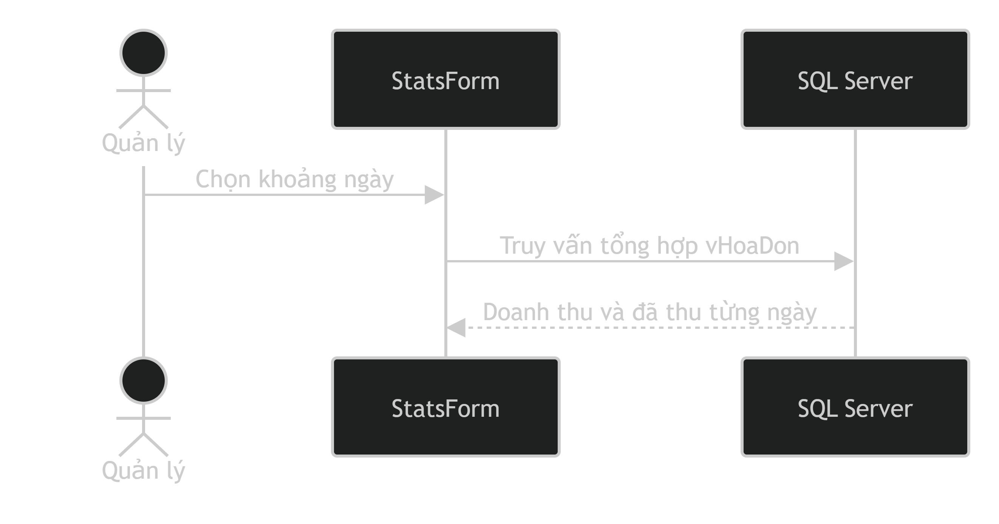 StatsForm
SQL Server
Quản lý
Chọn khoảng ngày
Truy vấn tổng hợp vHoaDon
Doanh thu và đã thu từng ngày
StatsForm
SQL Server
Quản lý